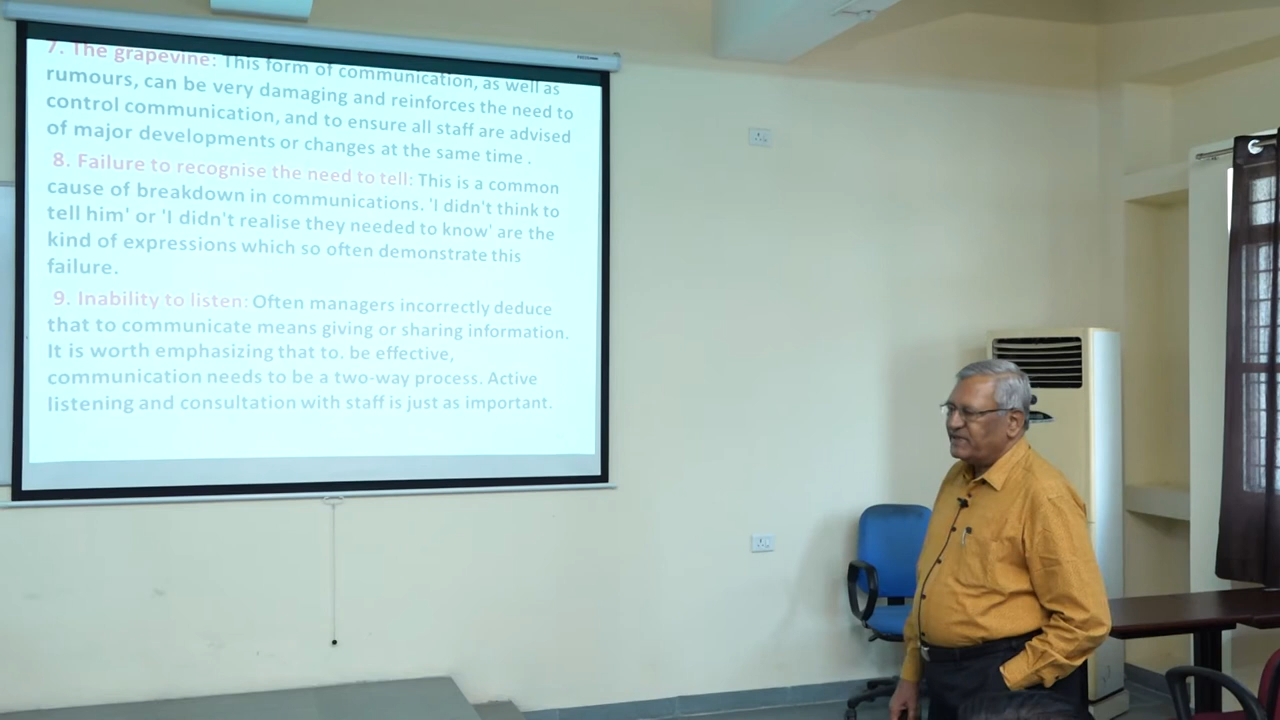 7. The grapevine: This form of communication, as well as
rumours, can be very damaging and reinforces the need to
control communication, and to ensure all staff are advised
of major developments or changes at the same time .
8. Failure to recognise the need to tell: This is a common
cause of breakdown in communications. 'I didn't think to
tell him' or 'I didn't realise they needed to know' are the
kind of expressions which so often demonstrate this
failure.
9. Inability to listen: Often managers incorrectly deduce
that to communicate means giving or sharing information.
It is worth emphasizing that to. be effective,
communication needs to be a two-way process. Active
listening and consultation with staff is just as important.